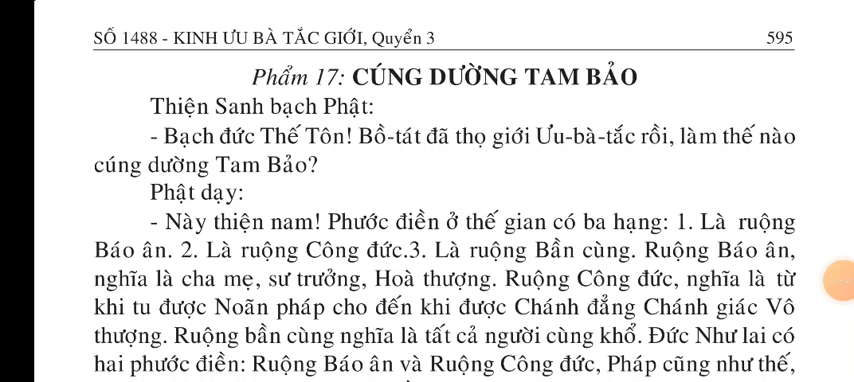 SỐ 1488 - KINH ƯU BÀ TẮC GIỚI, Quyển 3 595
Phẩm 17: CÚNG DƯỜNG TAM BẢO
Thiện Sanh bạch Phật:
- Bạch đức Thế Tôn! Bồ-tát đã thọ giới Ưu-bà-tắc rồi, làm thế nào
cúng dường Tam Bảo?
Phật dạy:
- Này thiện nam! Phước điền ở thế gian có ba hạng: 1. Là ruộng
Báo ân. 2. Là ruộng Công đức.3. Là ruộng Bần cùng. Ruộng Báo ân,
nghĩa là cha mẹ, sư trưởng, Hoà thượng. Ruộng Công đức, nghĩa là từ
khi tu được Noãn pháp cho đến khi được Chánh đẳng Chánh giác Vô
thượng. Ruộng bần cùng nghĩa là tất cả người cùng khổ. Đức Như lai có
hai phước điền: Ruộng Báo ân và Ruộng Công đức, Pháp cũng như thế,